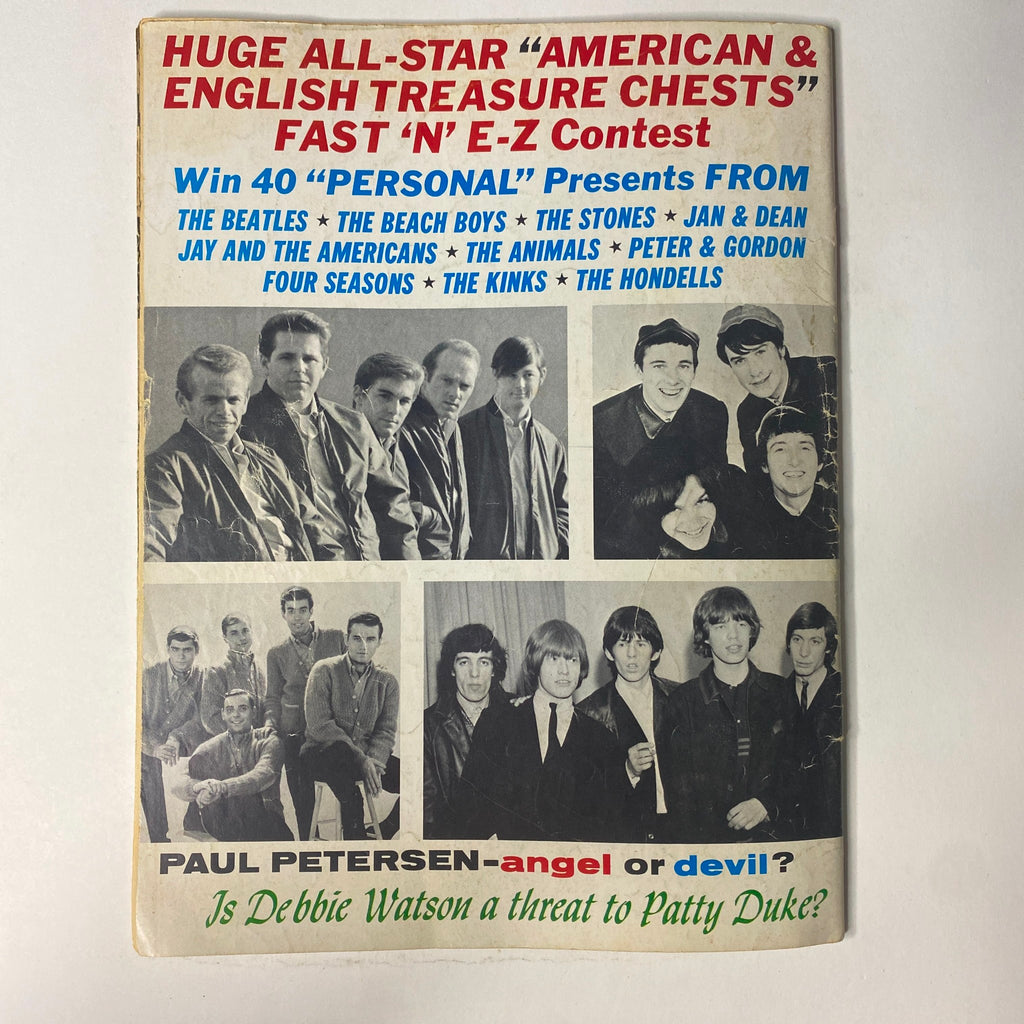 HUGE ALL-STAR “AMERICAN &
ENGLISH TREASURE CHESTS”
FAST ‘N’ E-Z Contest
Win 40 “PERSONAL” Presents FROM
THE BEATLES ★ THE BEACH BOYS ★ THE STONES ★ JAN & DEAN
JAY AND THE AMERICANS ★ THE ANIMALS ★ PETER & GORDON
FOUR SEASONS ★ THE KINKS ★ THE HONDELLS
PAUL PETERSEN-angel or devil?
Is Debbie Watson a threat to Patty Duke?